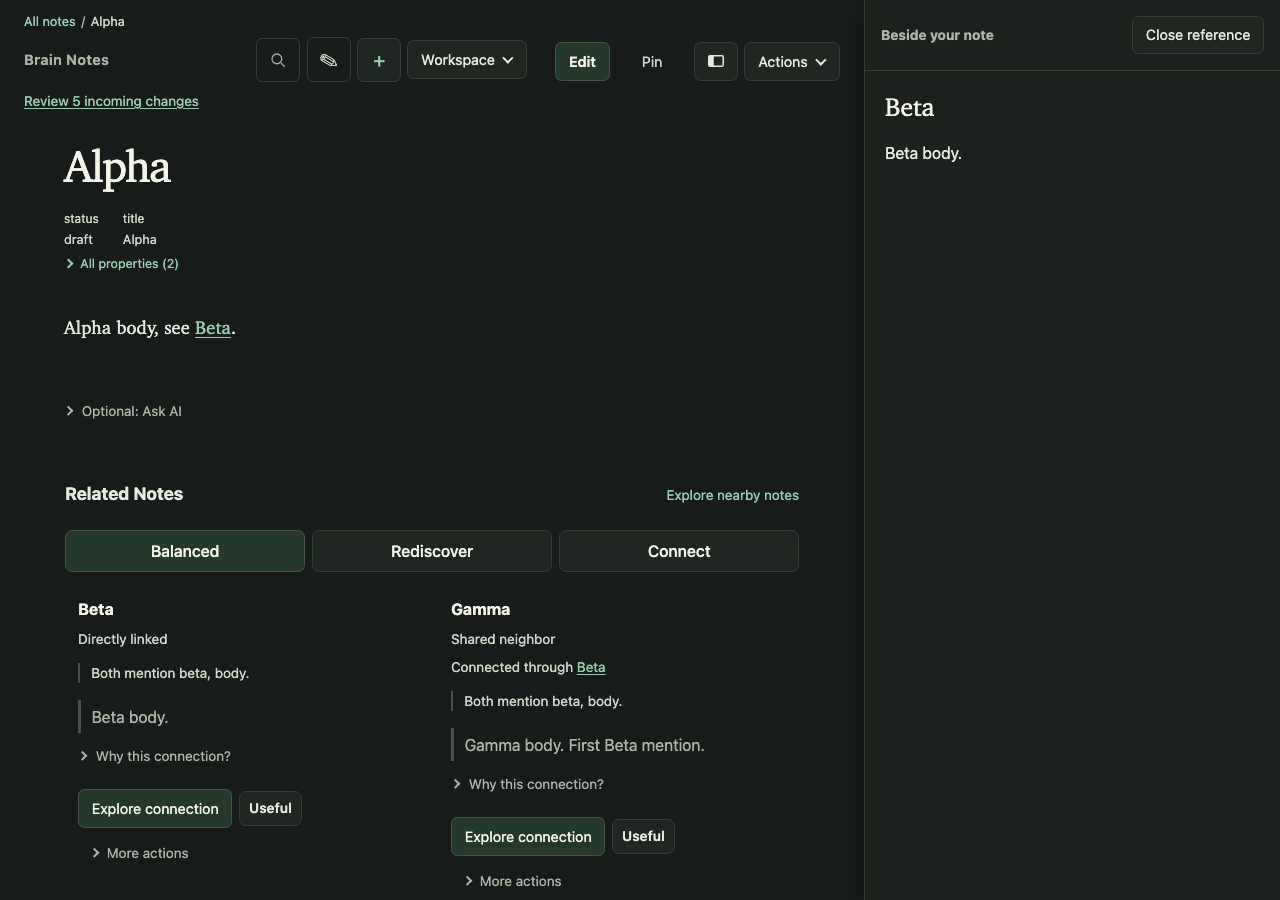 All notes / Alpha
Brain Notes
Workspace
Edit
Pin
Actions
Review 5 incoming changes
Alpha
status title
draft Alpha
All properties (2)
Alpha body, see Beta.
Optional: Ask AI
Related Notes
Explore nearby notes
Balanced
Rediscover
Connect
Beta
Directly linked
Both mention beta, body.
Beta body.
Why this connection?
Explore connection
Useful
More actions
Gamma
Shared neighbor
Connected through Beta
Both mention beta, body.
Gamma body. First Beta mention.
Why this connection?
Explore connection
Useful
More actions
Beside your note
Close reference
Beta
Beta body.